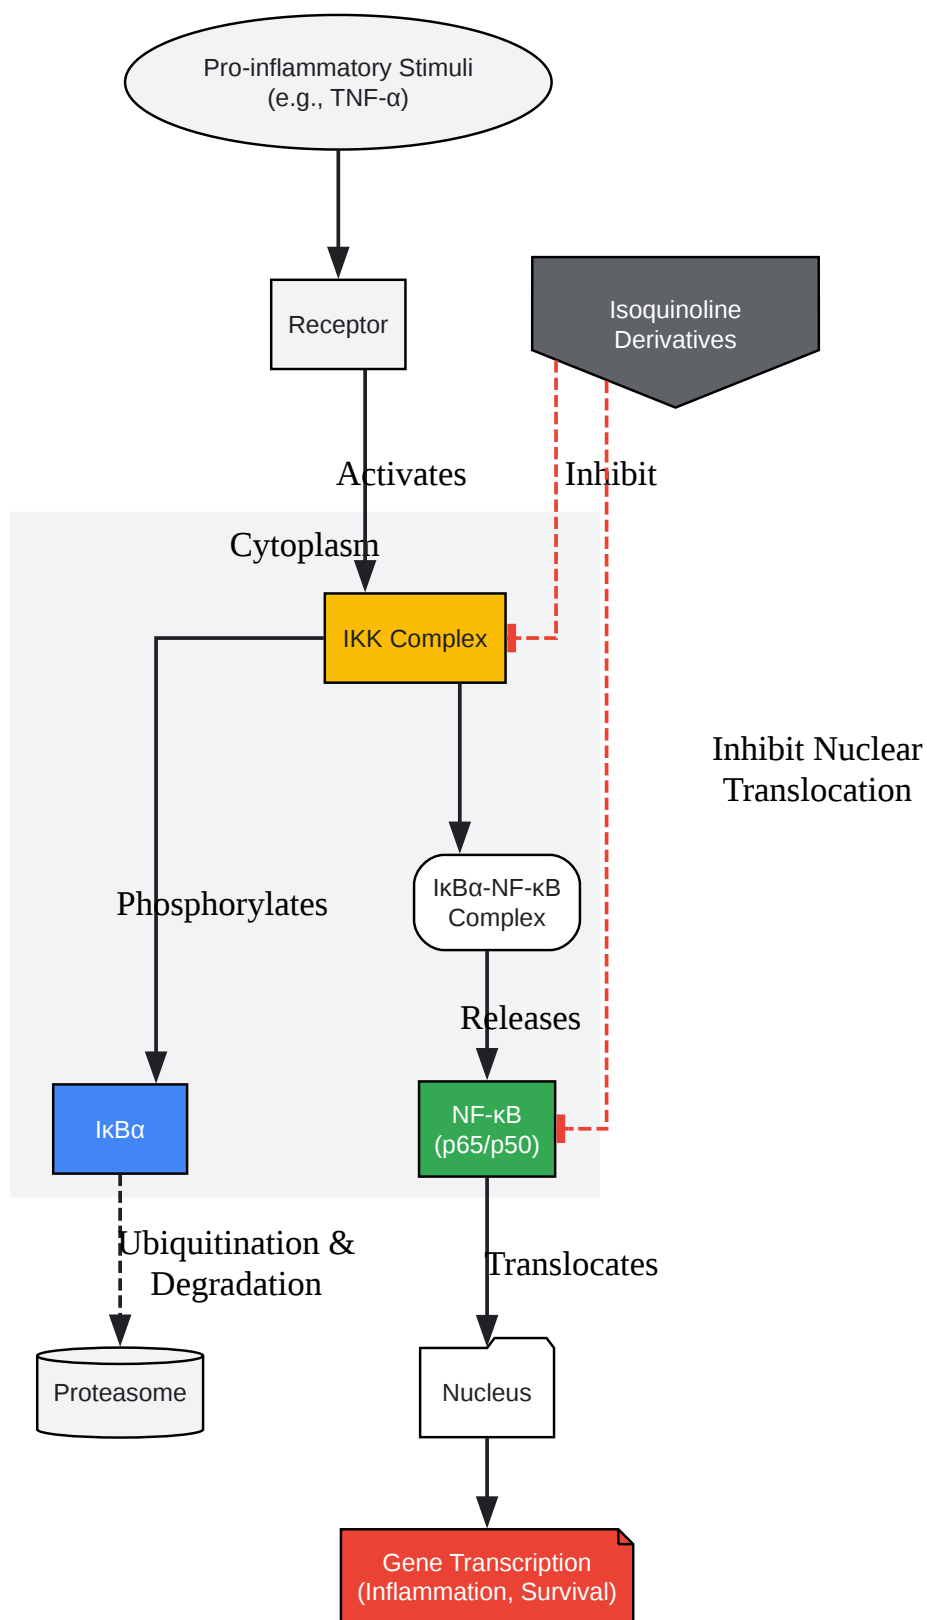 Pro-inflammatory Stimuli
(e.g., TNF-α)
Receptor
Isoquinoline
Derivatives
Activates
Inhibit
Cytoplasm
IKK Complex
Inhibit Nuclear
Translocation
Phosphorylates
IκBα-NF-κB
Complex
Releases
IκBα
NF-κB
(p65/p50)
Ubiquitination &
Degradation
Translocates
Proteasome
Nucleus
Gene Transcription
(Inflammation, Survival)